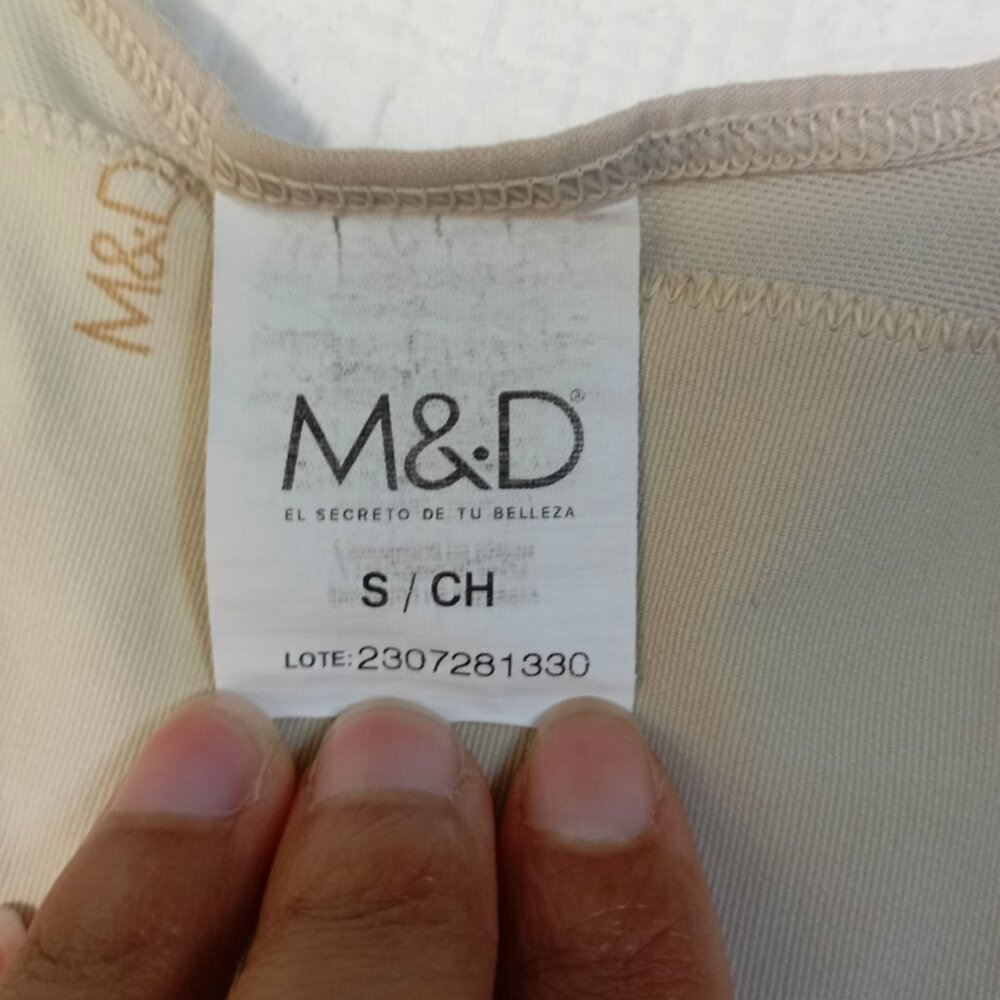 M&D
M&D®
EL SECRETO DE TU BELLEZA
S / CH
LOTE: 2307281330